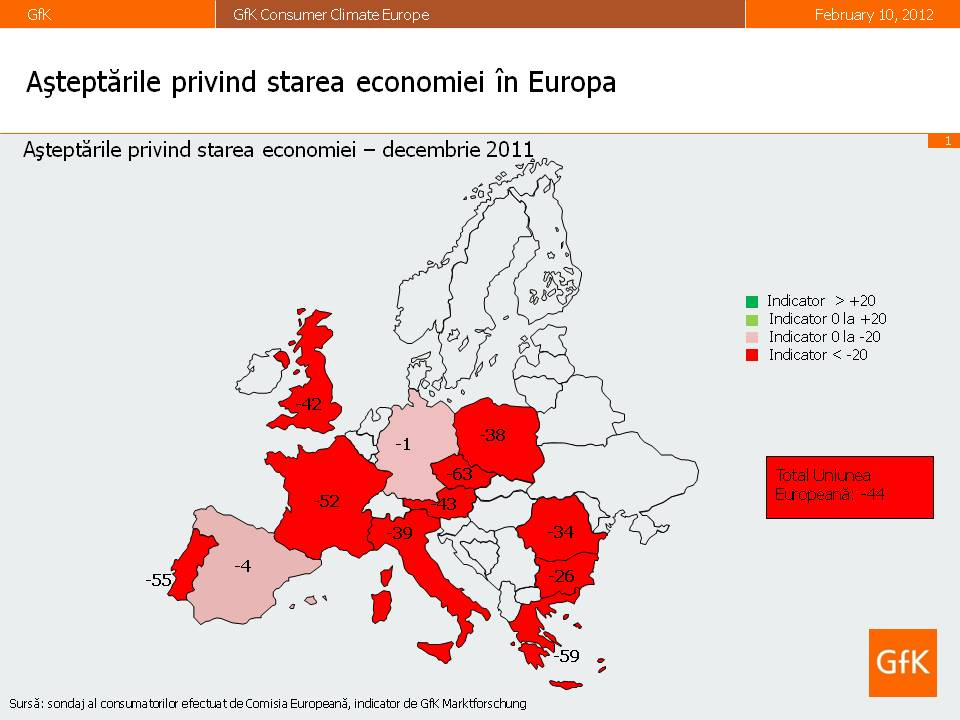 GfK
GfK Consumer Climate Europe
February 10, 2012
Aşteptările privind starea economiei în Europa
1
Aşteptările privind starea economiei – decembrie 2011
Indicator > +20
Indicator 0 la +20
Indicator 0 la -20
Indicator < -20
-42
-1
-38
-63
-52
-43
-39
-34
-4
-55
-26
-59
Total Uniunea
Europeană: -44
GfK
Sursă: sondaj al consumatorilor efectuat de Comisia Europeană, indicator de GfK Marktforschung